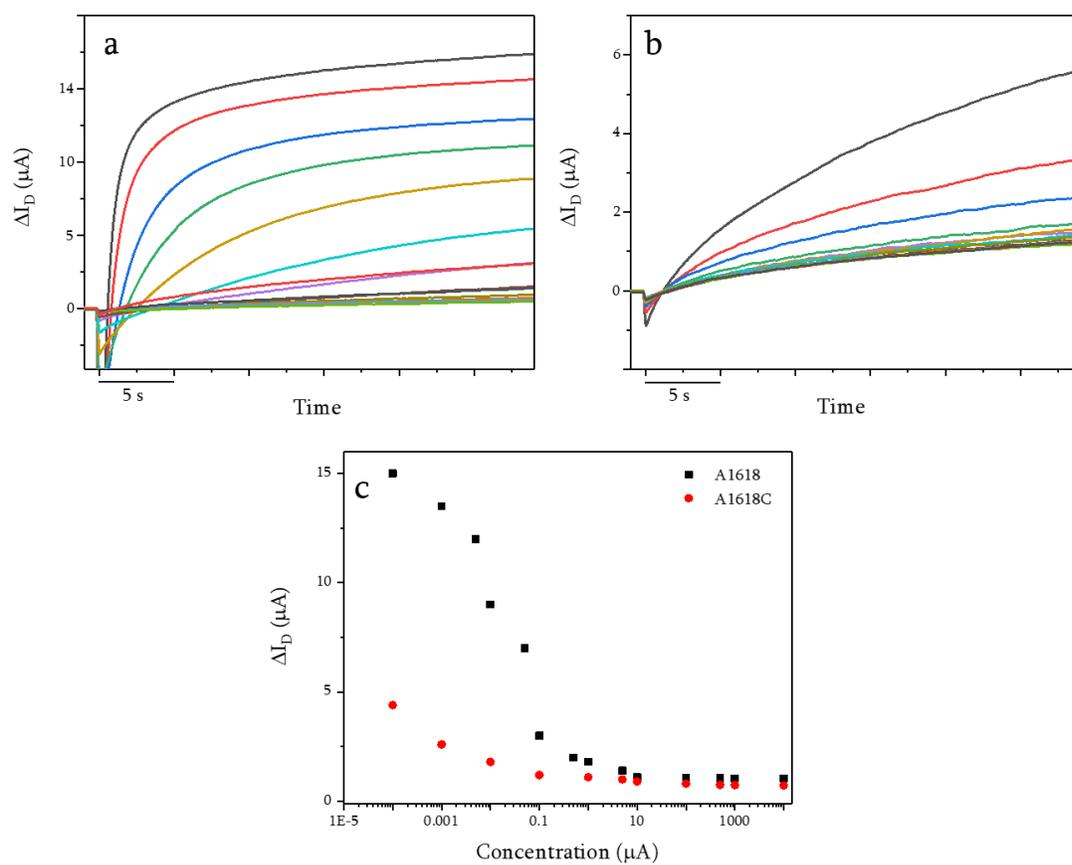 a
14
10
5
0
ΔI_D (μA)
5 s
Time
b
6
4
2
0
ΔI_D (μA)
5 s
Time
c
A1618
A1618C
15
10
5
0
ΔI_D (μA)
1E-5 0.001 0.1 10 1000
Concentration (μA)